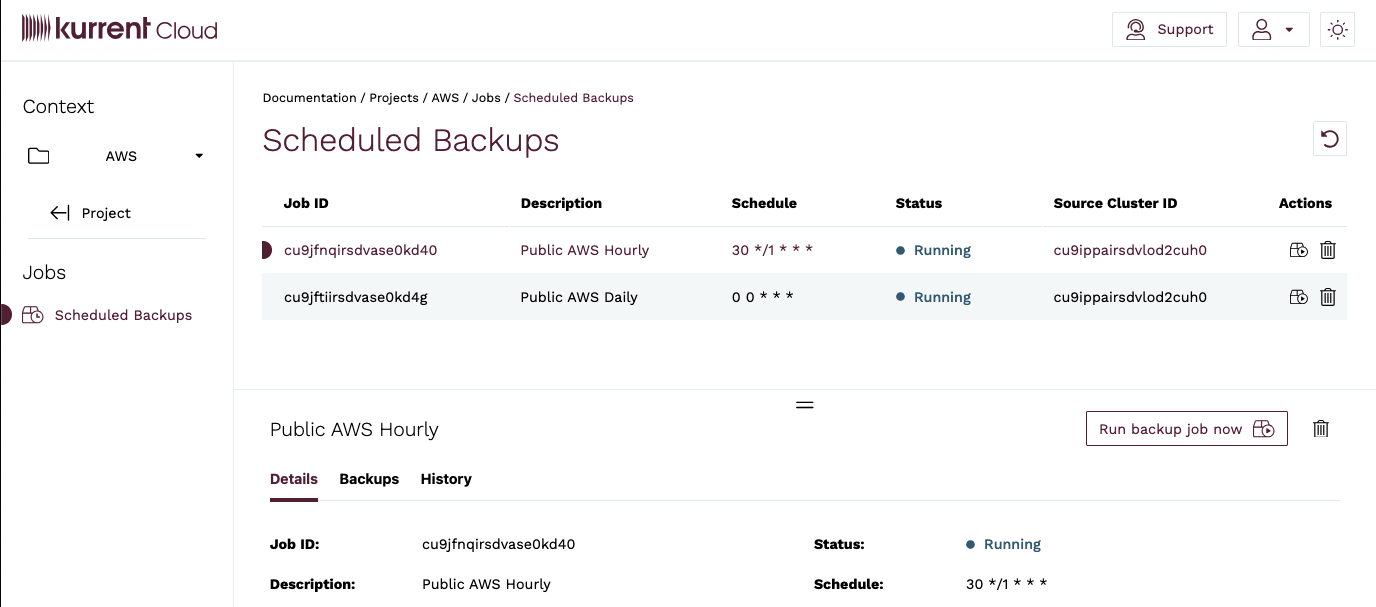 kurrent Cloud
Support
Context
AWS
Project
Jobs
Scheduled Backups
Documentation / Projects / AWS / Jobs / Scheduled Backups
Scheduled Backups
Job ID Description Schedule Status Source Cluster ID Actions
cu9jfnqirsdvase0kd40 Public AWS Hourly 30 */1 * * * Running cu9ippairsdvlod2cuh0
cu9jftiirsdvase0kd4g Public AWS Daily 0 0 * * * Running cu9ippairsdvlod2cuh0
Public AWS Hourly
Run backup job now
Details Backups History
Job ID: cu9jfnqirsdvase0kd40 Status: Running
Description: Public AWS Hourly Schedule: 30 */1 * * *